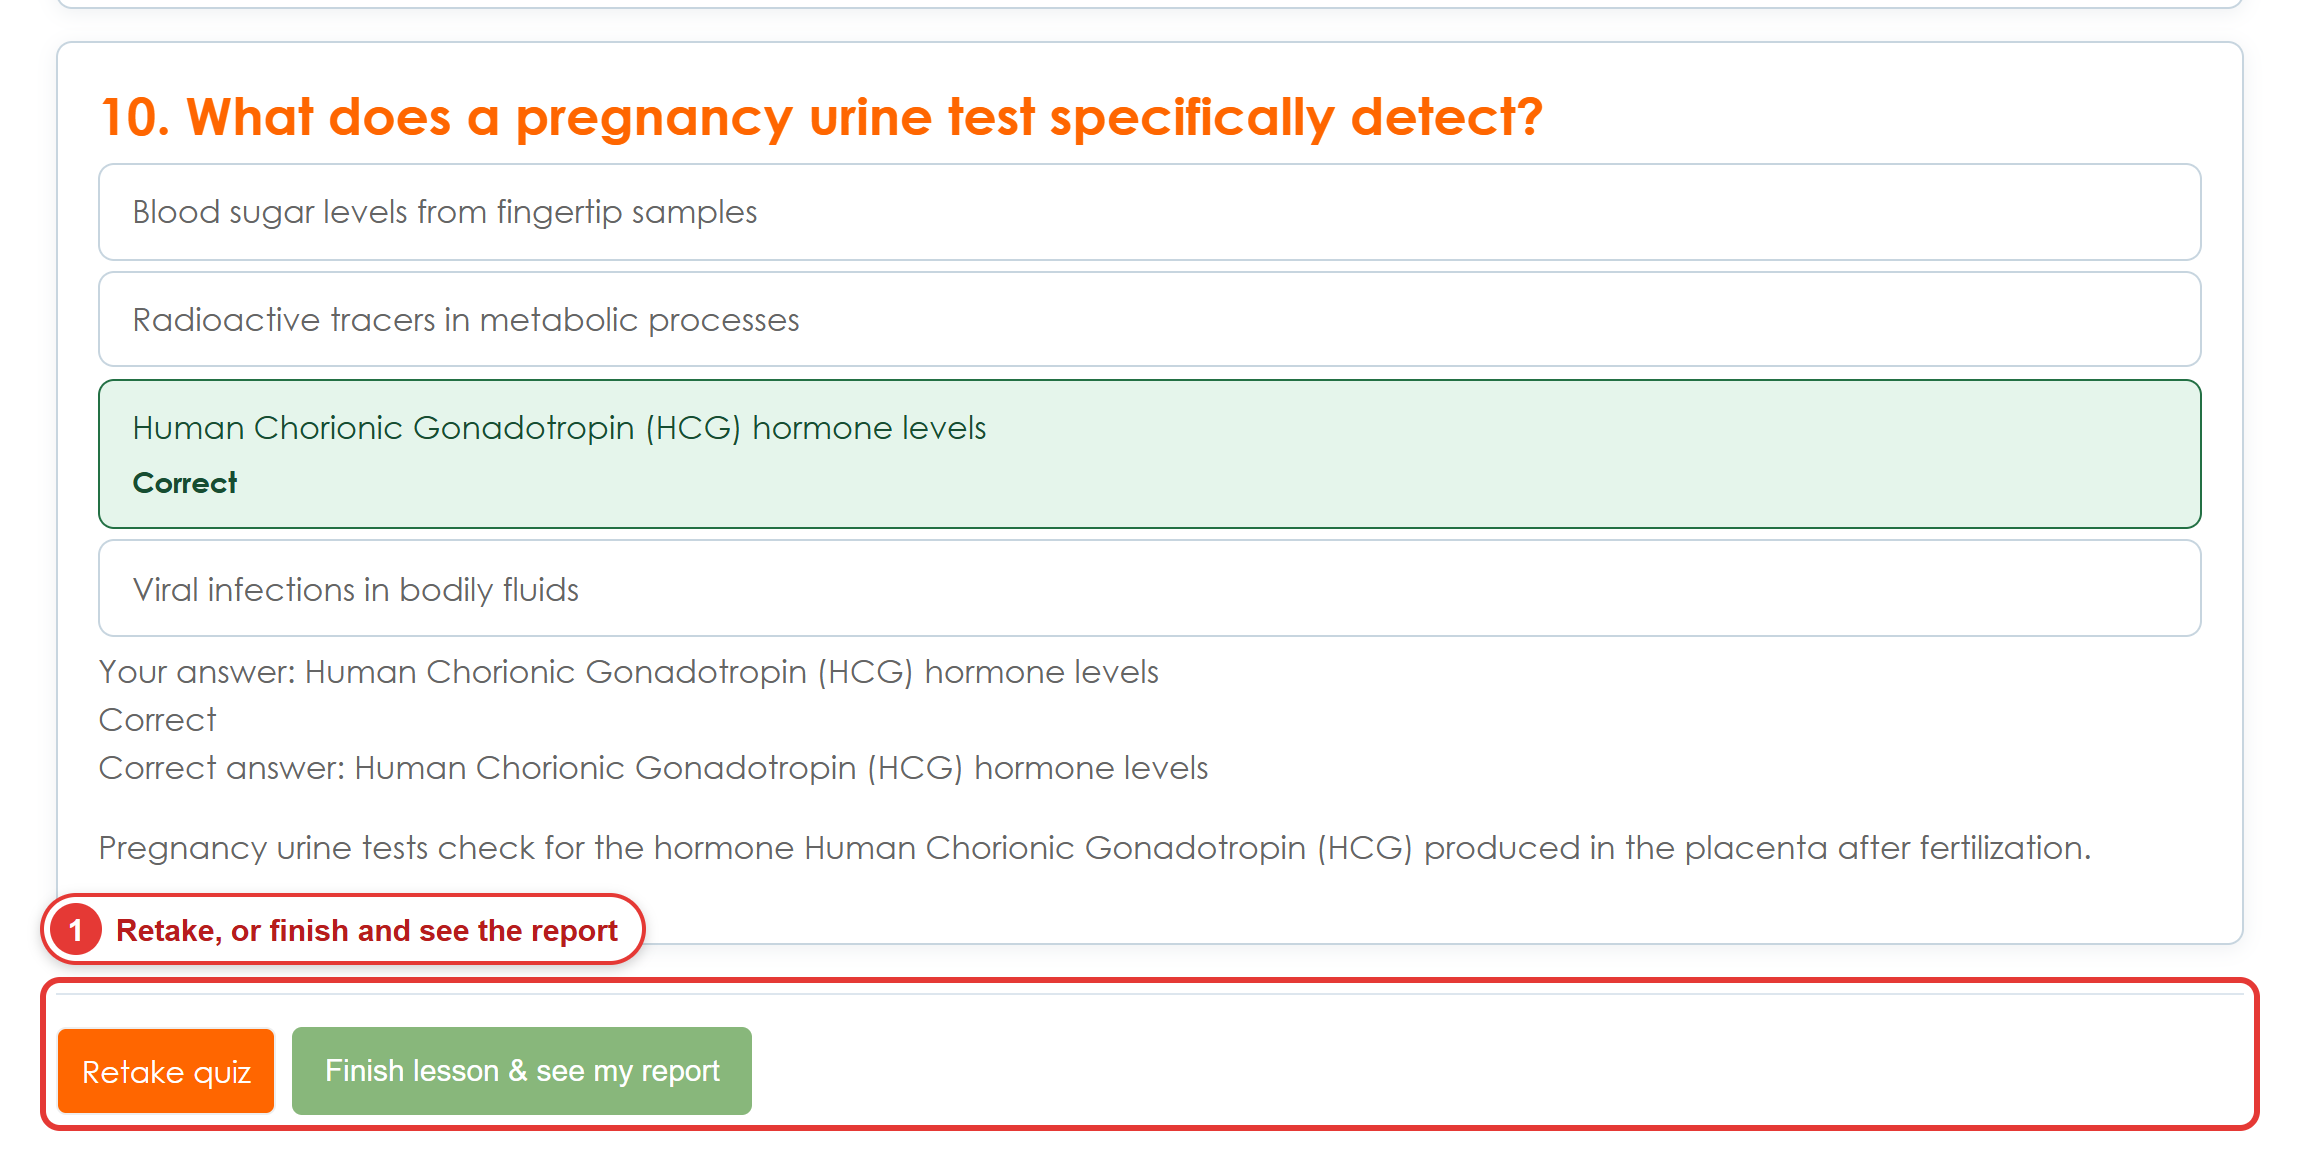 10. What does a pregnancy urine test specifically detect?
Blood sugar levels from fingertip samples
Radioactive tracers in metabolic processes
Human Chorionic Gonadotropin (HCG) hormone levels
Correct
Viral infections in bodily fluids
Your answer: Human Chorionic Gonadotropin (HCG) hormone levels
Correct
Correct answer: Human Chorionic Gonadotropin (HCG) hormone levels
Pregnancy urine tests check for the hormone Human Chorionic Gonadotropin (HCG) produced in the placenta after fertilization.
1 Retake, or finish and see the report
Retake quiz
Finish lesson & see my report